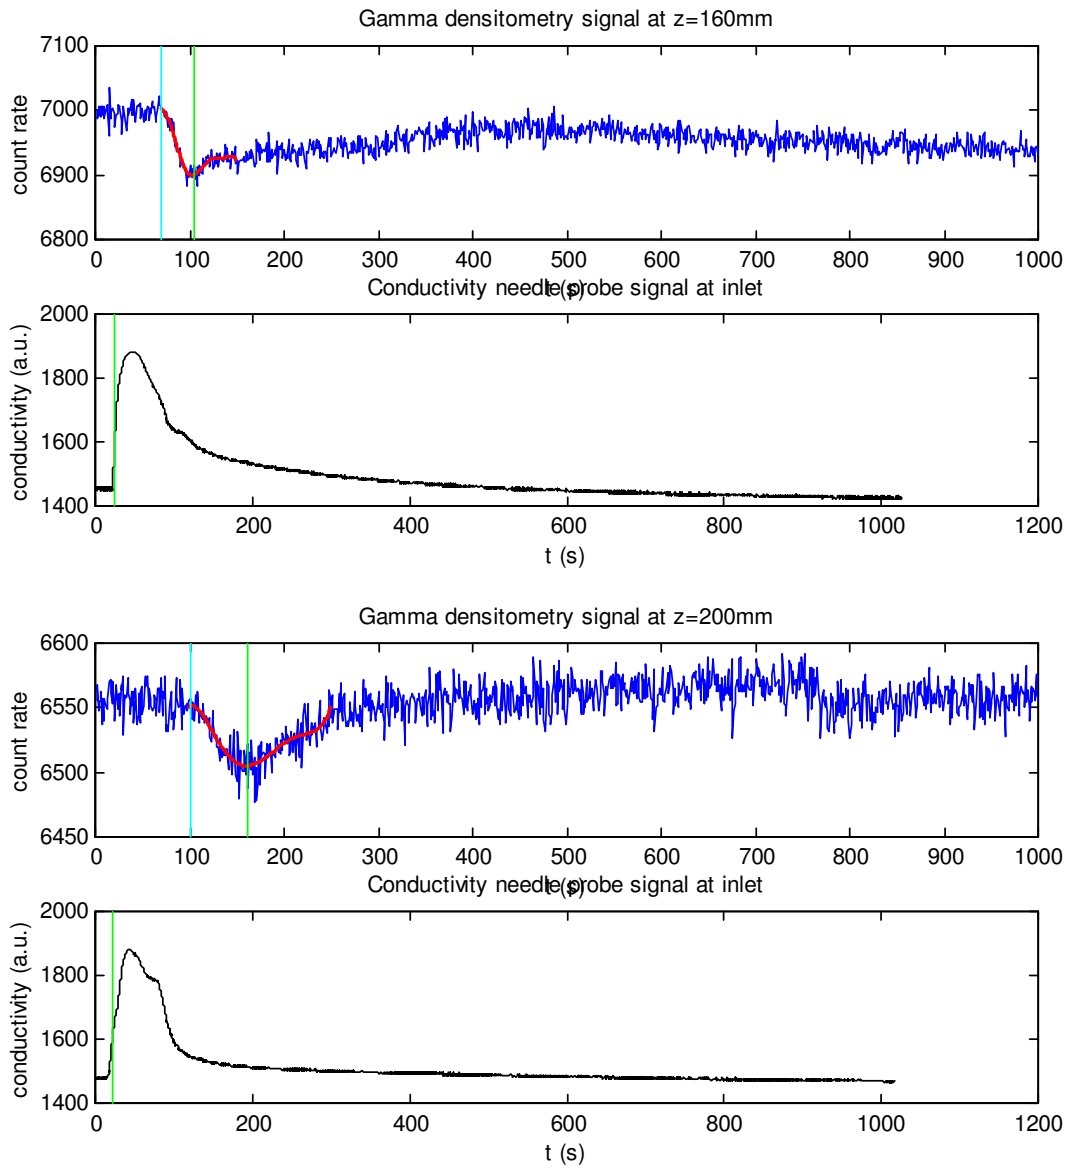 Gamma densitometry signal at z=160mm
7100
7000
6900
6800
count rate
0 100 200 300 400 500 600 700 800 900 1000
t (s)
Conductivity needle probe signal at inlet
2000
1800
1600
1400
conductivity (a.u.)
0 200 400 600 800 1000 1200
t (s)
Gamma densitometry signal at z=200mm
6600
6550
6500
6450
count rate
0 100 200 300 400 500 600 700 800 900 1000
t (s)
Conductivity needle probe signal at inlet
2000
1800
1600
1400
conductivity (a.u.)
0 200 400 600 800 1000 1200
t (s)